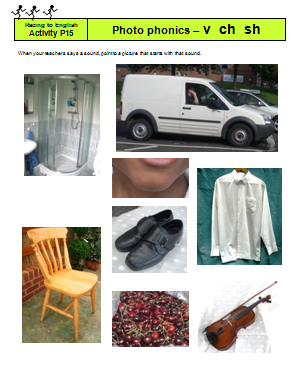 Racing to English
Activity P15
Photo phonics – v ch sh
When your teachers says a sound, point to a picture that starts with that sound.